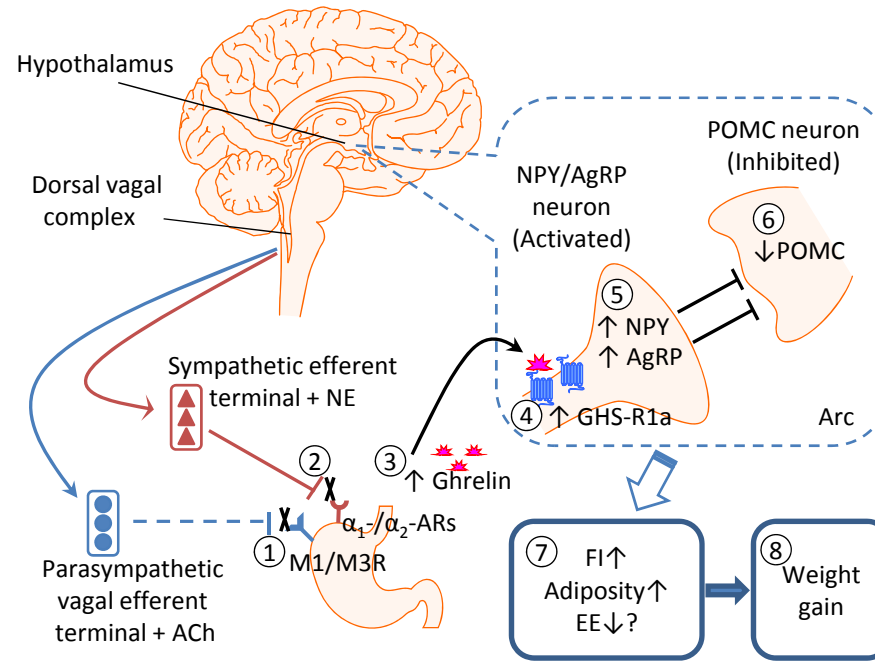 Hypothalamus
Dorsal vagal
complex
POMC neuron
(Inhibited)
NPY/AgRP
neuron
(Activated)
6
↓POMC
5
↑ NPY
↑ AgRP
4 ↑ GHS-R1a
Arc
Sympathetic efferent
terminal + NE
2
3
↑ Ghrelin
X
α₁-/α₂-ARs
X
1
M1/M3R
Parasympathetic
vagal efferent
terminal + ACh
7
FI↑
Adiposity↑
EE↓?
8
Weight
gain